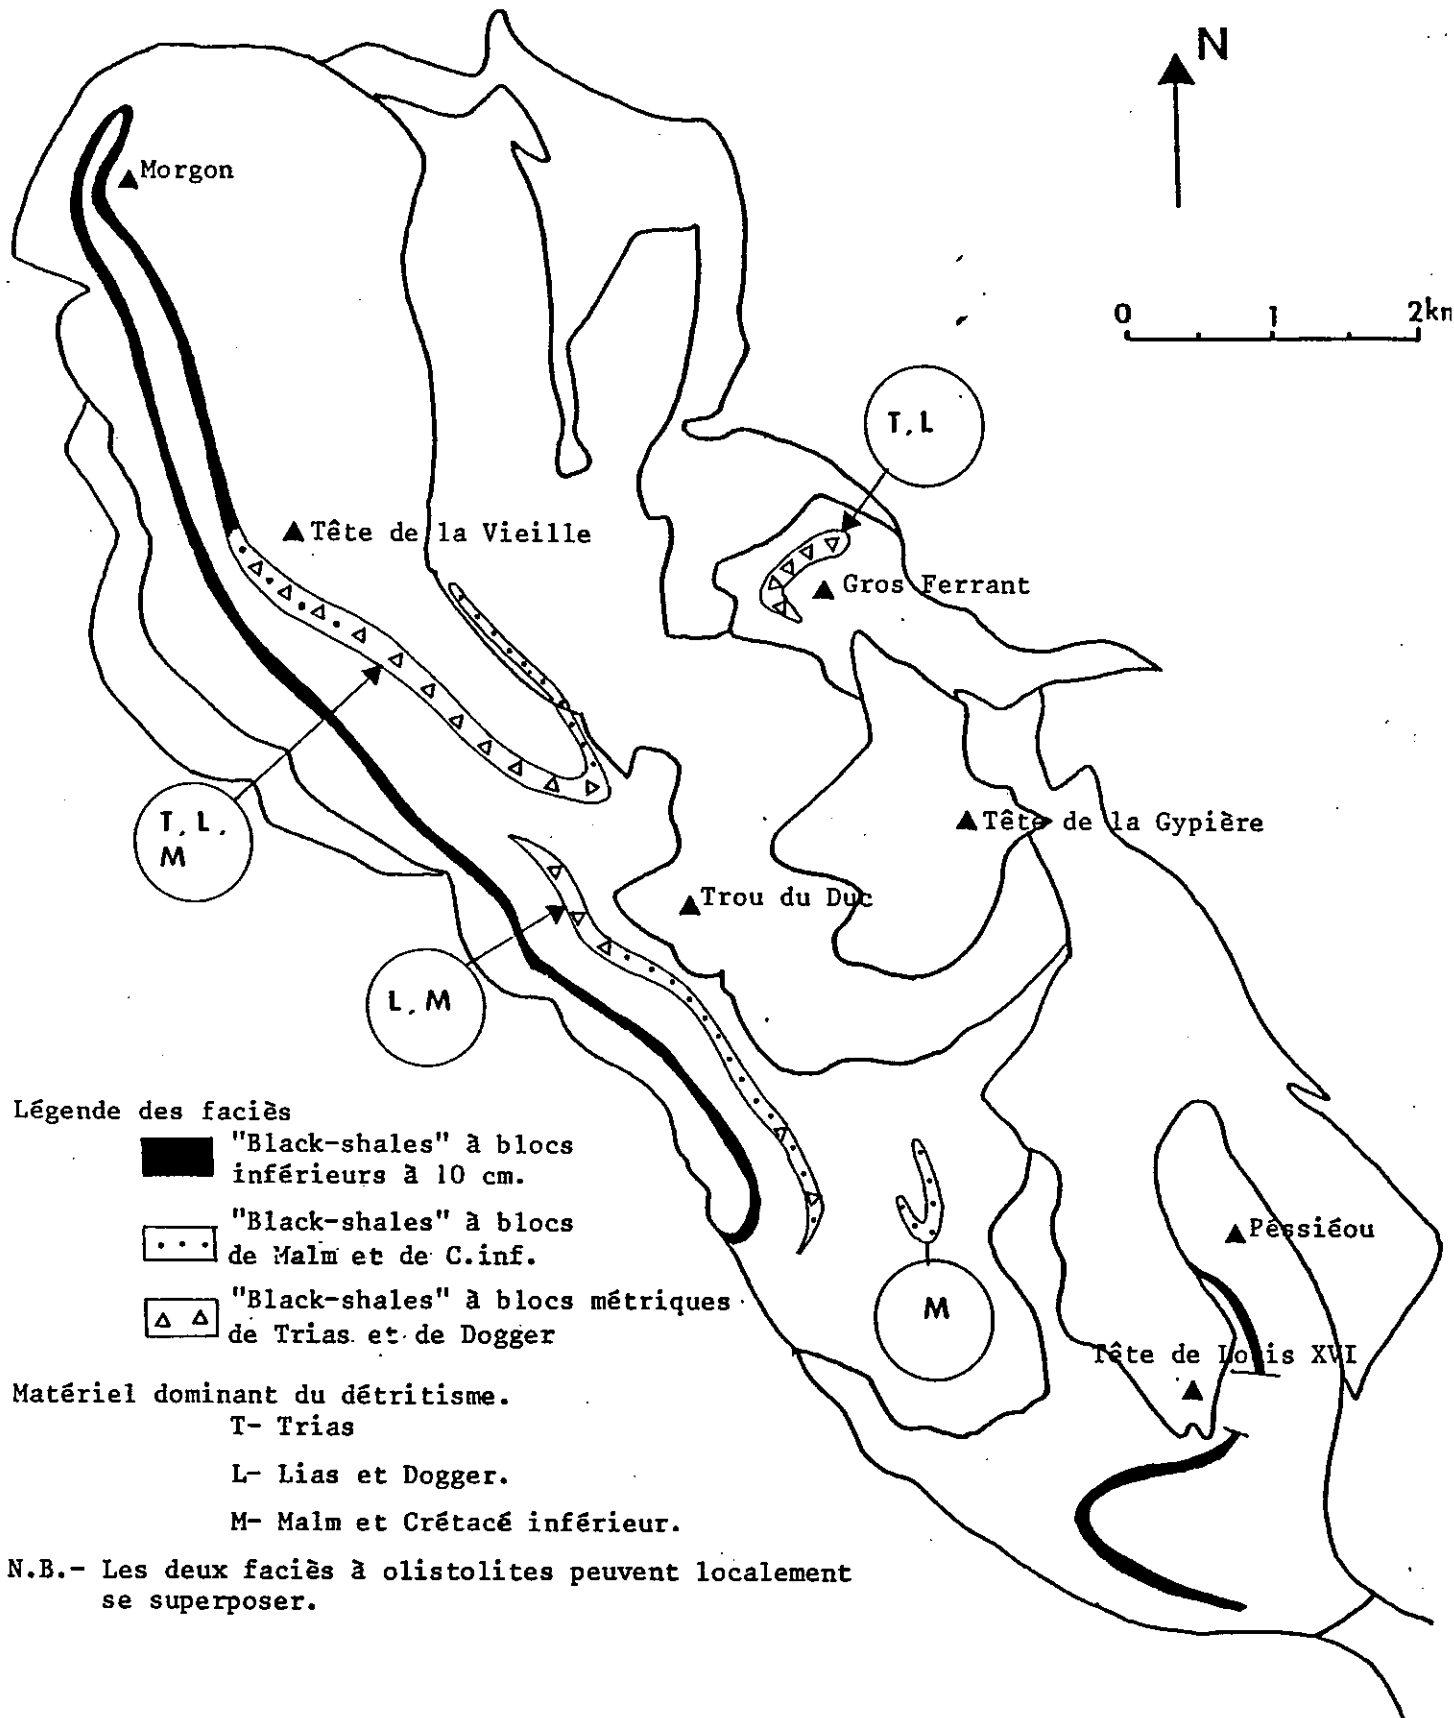 N
Morgon
0 1 2km
T, L
Tête de la Vieille
Gros Ferrant
T, L,
M
Tête de la Gypière
Trou du Duc
L, M
Légende des faciès
"Black-shales" à blocs
inférieurs à 10 cm.
"Black-shales" à blocs
de Malm et de C.inf.
"Black-shales" à blocs métriques
de Trias et de Dogger
Péssiéou
M
Tête de Louis XVI
Matériel dominant du détritisme.
T- Trias
L- Lias et Dogger.
M- Malm et Crétacé inférieur.
N.B.- Les deux faciès à olistolites peuvent localement
se superposer.